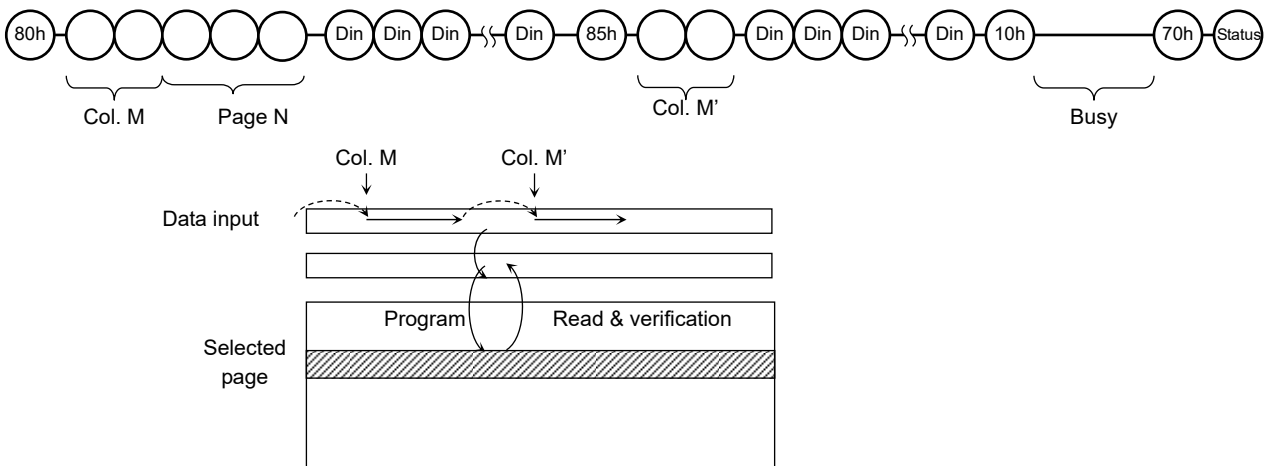 80h Din Din Din Din 85h Din Din Din Din 10h 70h Status
Col. M Page N Col. M’ Busy
Col. M Col. M’
Data input
Program Read & verification
Selected
page